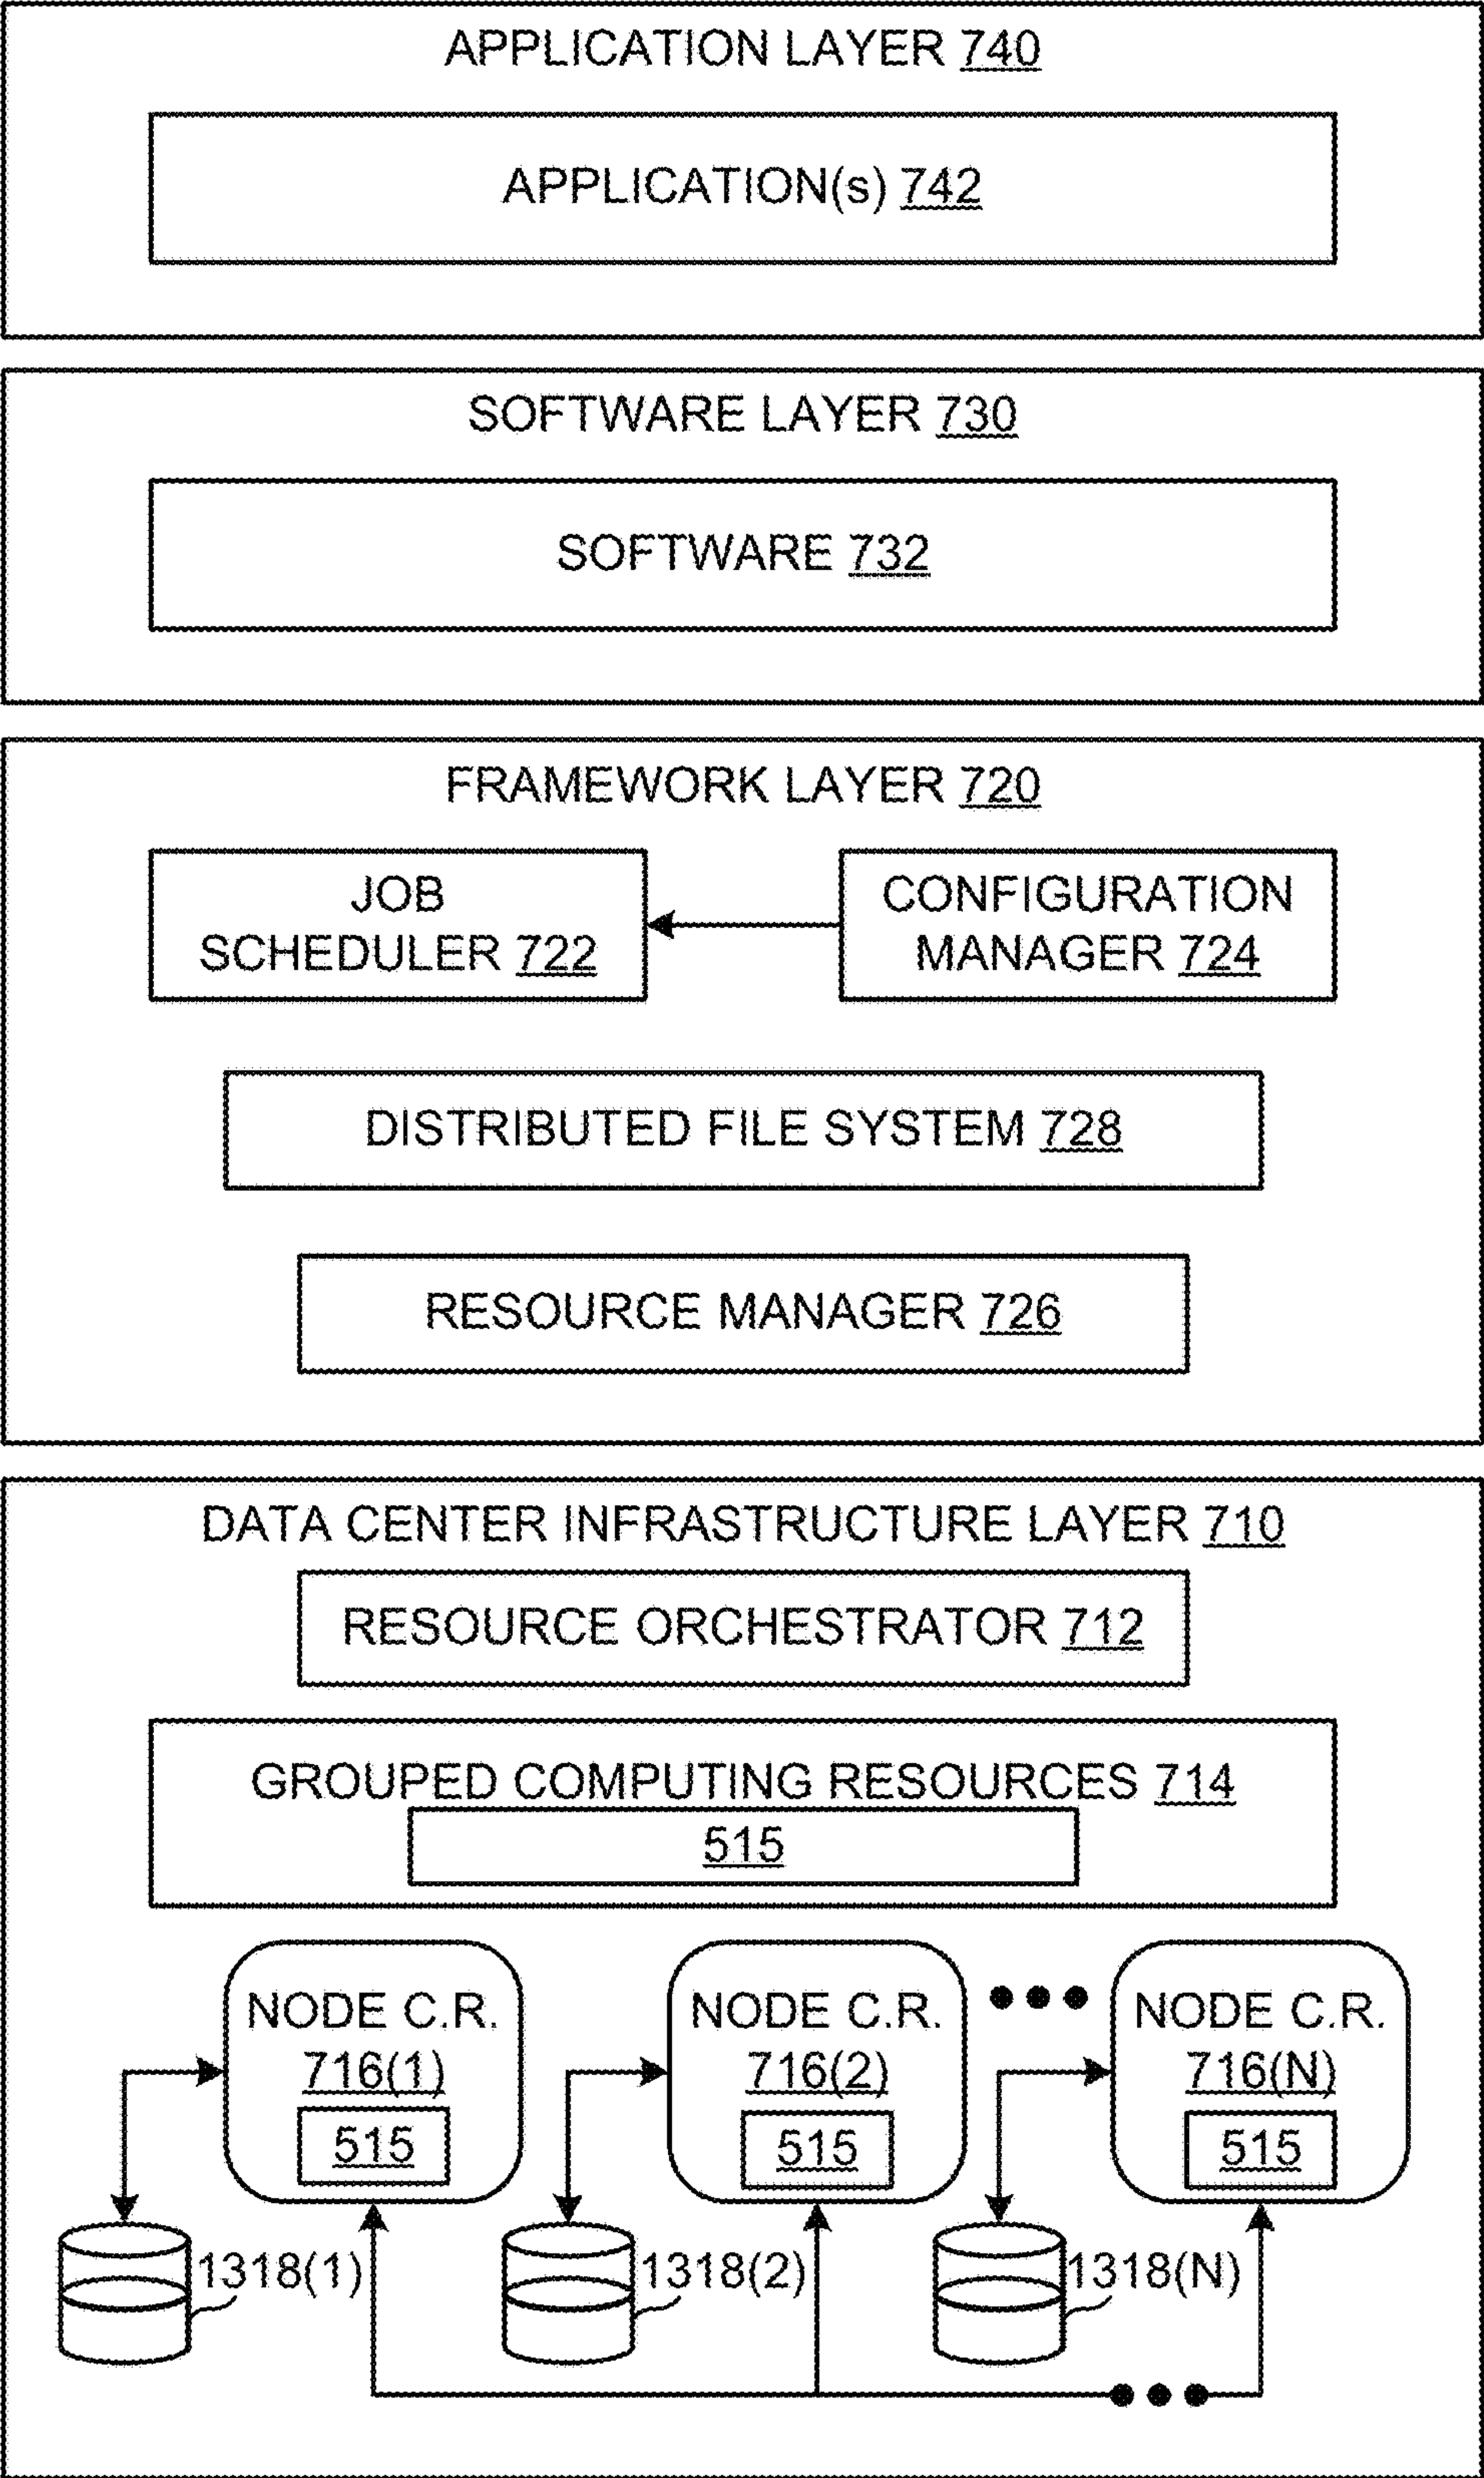 APPLICATION LAYER 740
APPLICATION(s) 742
SOFTWARE LAYER 730
SOFTWARE 732
FRAMEWORK LAYER 720
JOB
SCHEDULER 722
CONFIGURATION
MANAGER 724
DISTRIBUTED FILE SYSTEM 728
RESOURCE MANAGER 726
DATA CENTER INFRASTRUCTURE LAYER 710
RESOURCE ORCHESTRATOR 712
GROUPED COMPUTING RESOURCES 714
515
NODE C.R.
716(1)
515
NODE C.R.
716(2)
515
NODE C.R.
716(N)
515
1318(1)
1318(2)
1318(N)